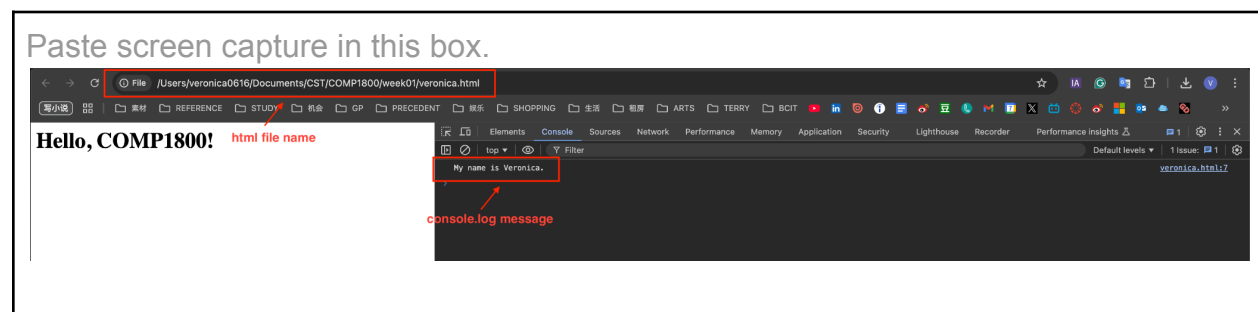 Paste screen capture in this box.
File /Users/veronica0616/Documents/CST/COMP1800/week01/veronica.html
写小说 素材 REFERENCE STUDY 机会 GP PRECEDENT 娱乐 SHOPPING 生活 租房 ARTS TERRY BCIT
Hello, COMP1800!
html file name
Elements Console Sources Network Performance Memory Application Security Lighthouse Recorder Performance insights 1
top Filter Default levels 1 Issue: 1
My name is Veronica. veronica.html:7
console.log message